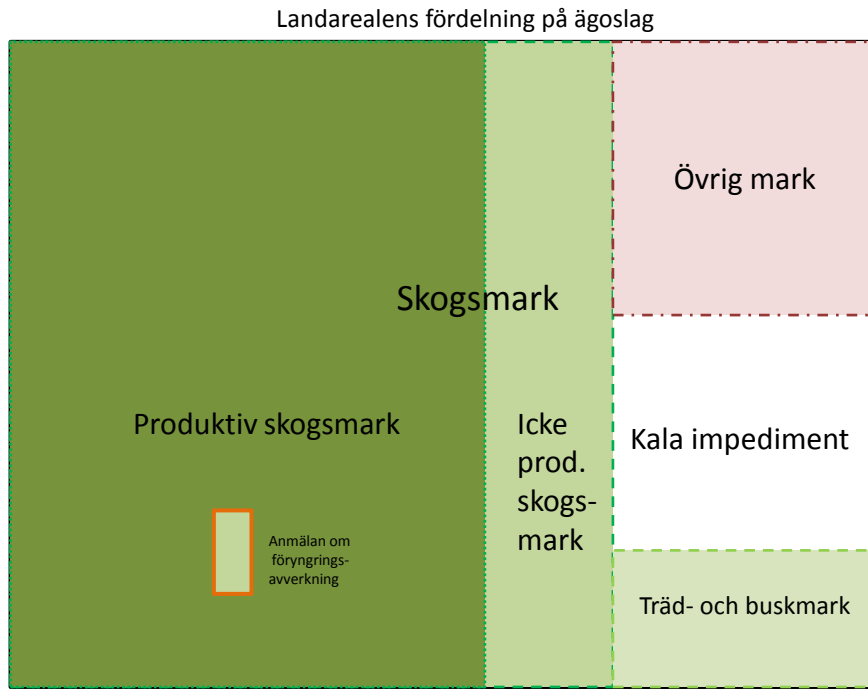 Landarealens fördelning på ägoslag
Övrig mark
Skogsmark
Produktiv skogsmark
Icke
prod.
skogs-
mark
Kala impediment
Anmälan om
föryngrings-
avverkning
Träd- och buskmark